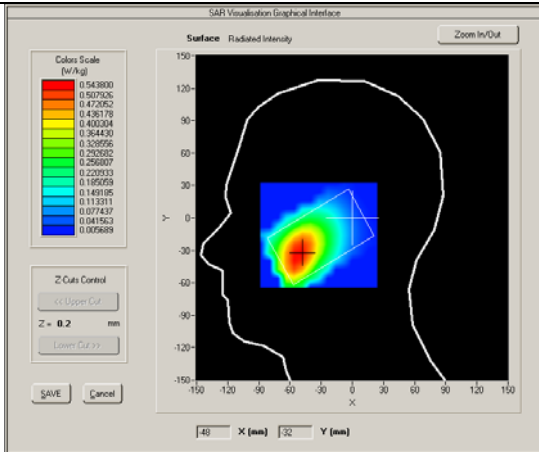 SAR Visualisation Graphical Interface
Surface Radiated Intensity
Zoom In/Out
Colors Scale
(W/kg)
0.543800
0.507926
0.472052
0.436178
0.400304
0.364430
0.328556
0.292682
0.256807
0.220933
0.185059
0.149185
0.113311
0.077437
0.041563
0.005689
Z Cuts Control
<< Upper Cut
Z = 0.2 mm
Lower Cut >>
SAVE Cancel
150
120
90
60
30
0
-30
-60
-90
-120
-150
Y
-150 -120 -90 -60 -30 0 30 60 90 120 150
X
-48 X (mm) -32 Y (mm)